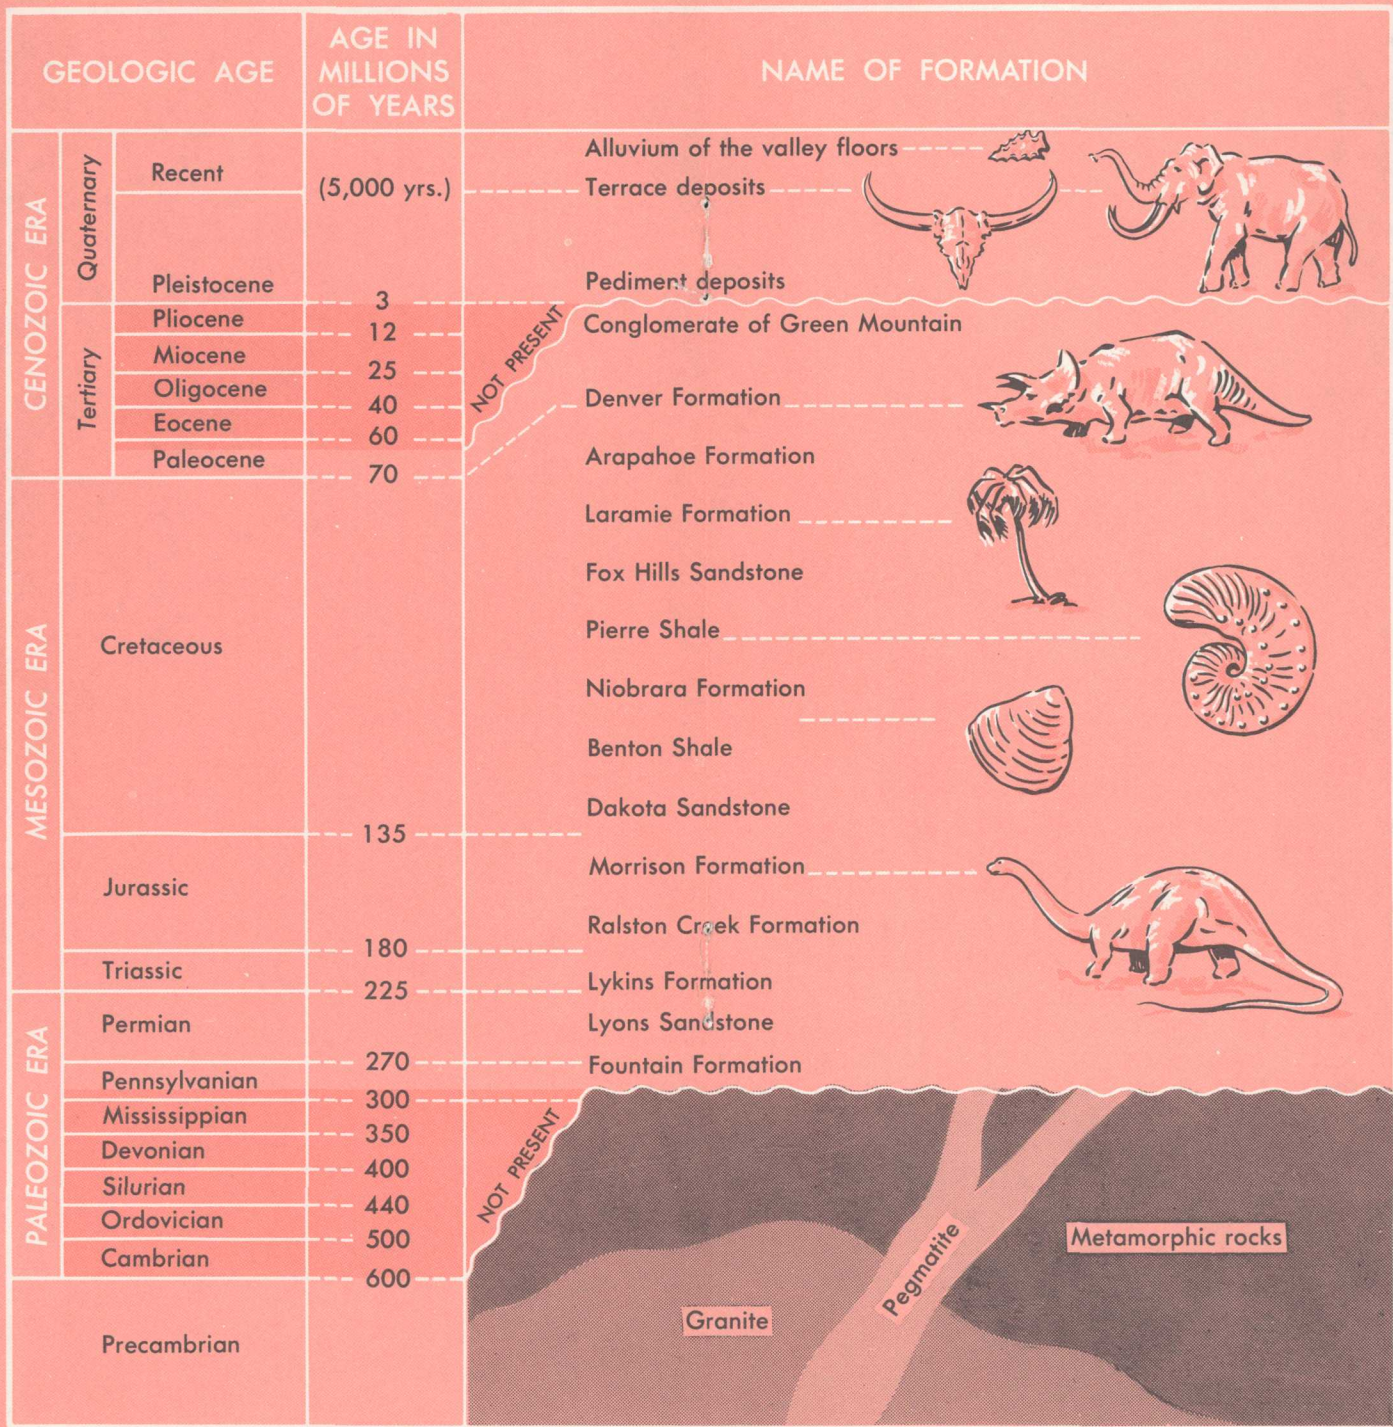 GEOLOGIC AGE
AGE IN
MILLIONS
OF YEARS
NAME OF FORMATION
CENOZOIC ERA
Quaternary
Recent
(5,000 yrs.)
Alluvium of the valley floors
Terrace deposits
Pleistocene
3
Pediment deposits
Tertiary
Pliocene
12
NOT PRESENT
Conglomerate of Green Mountain
Miocene
25
Oligocene
40
Denver Formation
Eocene
60
Paleocene
70
Arapahoe Formation
MESOZOIC ERA
Laramie Formation
Fox Hills Sandstone
Cretaceous
Pierre Shale
Niobrara Formation
Benton Shale
Dakota Sandstone
135
Jurassic
Morrison Formation
Ralston Creek Formation
180
Triassic
Lykins Formation
225
PALEOZOIC ERA
Permian
Lyons Sandstone
270
Fountain Formation
Pennsylvanian
300
Mississippian
350
NOT PRESENT
Devonian
400
Silurian
440
Ordovician
500
Cambrian
600
Metamorphic rocks
Pegmatite
Granite
Precambrian